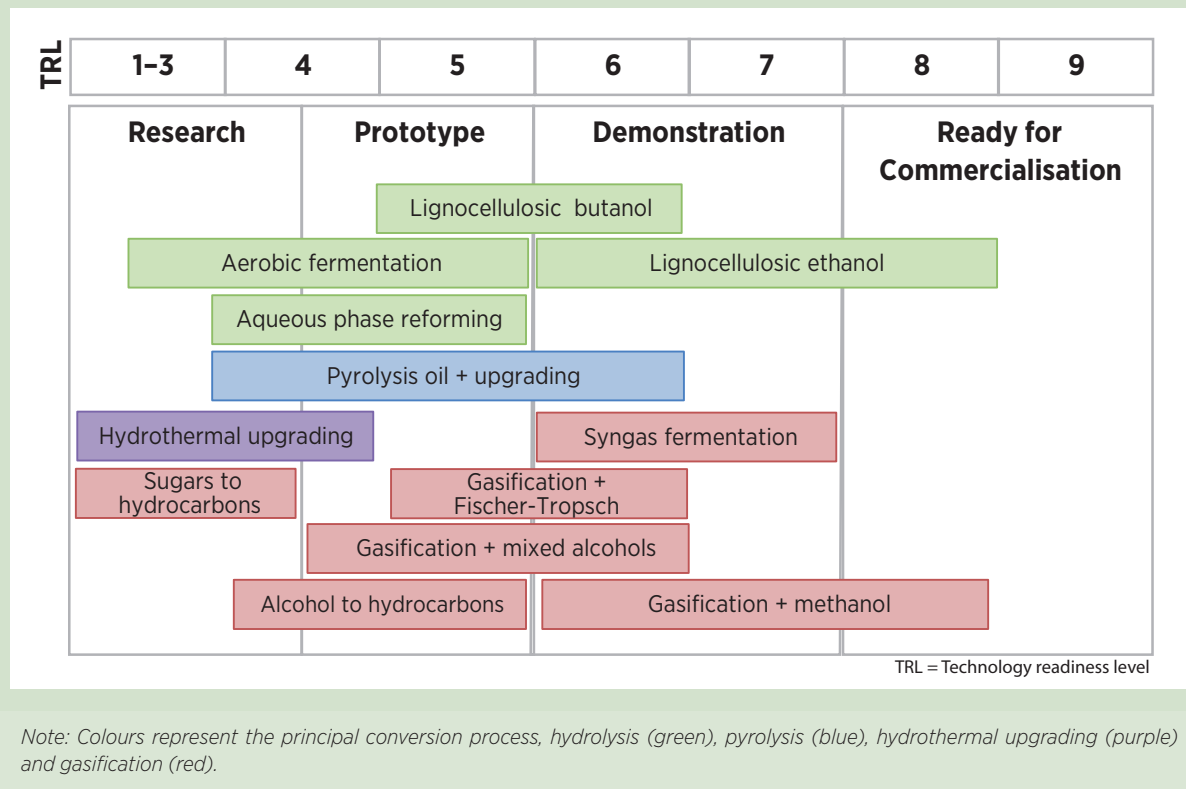 TRL
1–3 4 5 6 7 8 9
Research Prototype Demonstration Ready for
Commercialisation
Lignocellulosic butanol
Aerobic fermentation Lignocellulosic ethanol
Aqueous phase reforming
Pyrolysis oil + upgrading
Hydrothermal upgrading Syngas fermentation
Sugars to
hydrocarbons
Gasification +
Fischer-Tropsch
Gasification + mixed alcohols
Alcohol to hydrocarbons Gasification + methanol
TRL = Technology readiness level
Note: Colours represent the principal conversion process, hydrolysis (green), pyrolysis (blue), hydrothermal upgrading (purple)
and gasification (red).